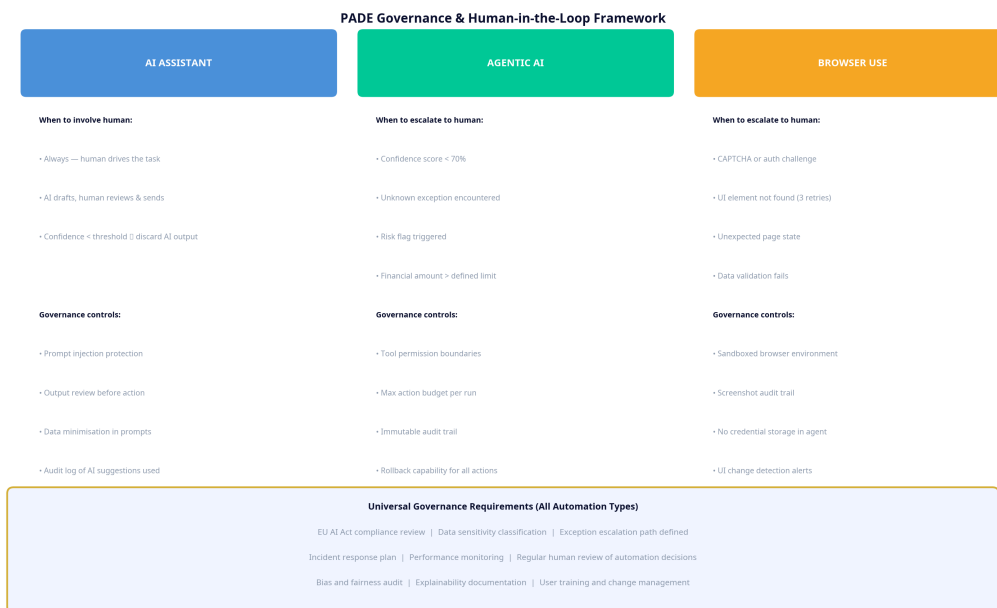 PADE Governance & Human-in-the-Loop Framework
AI ASSISTANT
When to involve human:
• Always — human drives the task
• AI drafts, human reviews & sends
• Confidence < threshold ▯ discard AI output
Governance controls:
• Prompt injection protection
• Output review before action
• Data minimisation in prompts
• Audit log of AI suggestions used
AGENTIC AI
When to escalate to human:
• Confidence score < 70%
• Unknown exception encountered
• Risk flag triggered
• Financial amount > defined limit
Governance controls:
• Tool permission boundaries
• Max action budget per run
• Immutable audit trail
• Rollback capability for all actions
BROWSER USE
When to escalate to human:
• CAPTCHA or auth challenge
• UI element not found (3 retries)
• Unexpected page state
• Data validation fails
Governance controls:
• Sandboxed browser environment
• Screenshot audit trail
• No credential storage in agent
• UI change detection alerts
Universal Governance Requirements (All Automation Types)
EU AI Act compliance review | Data sensitivity classification | Exception escalation path defined
Incident response plan | Performance monitoring | Regular human review of automation decisions
Bias and fairness audit | Explainability documentation | User training and change management